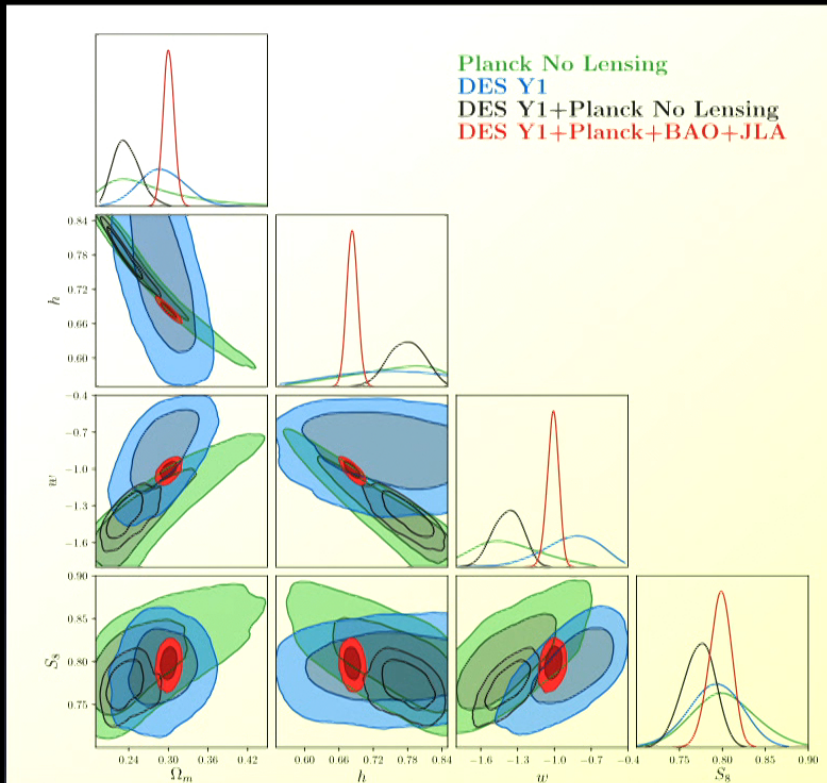 Planck No Lensing
DES Y1
DES Y1+Planck No Lensing
DES Y1+Planck+BAO+JLA
0.84
0.78
0.72
0.66
0.60
h
−0.4
−0.7
−1.0
−1.3
−1.6
w
0.90
0.85
0.80
0.75
S₈
0.24 0.30 0.36 0.42
0.60 0.66 0.72 0.78 0.84
−1.6 −1.3 −1.0 −0.7 −0.4
0.75 0.80 0.85 0.90
Ωₘ h w S₈